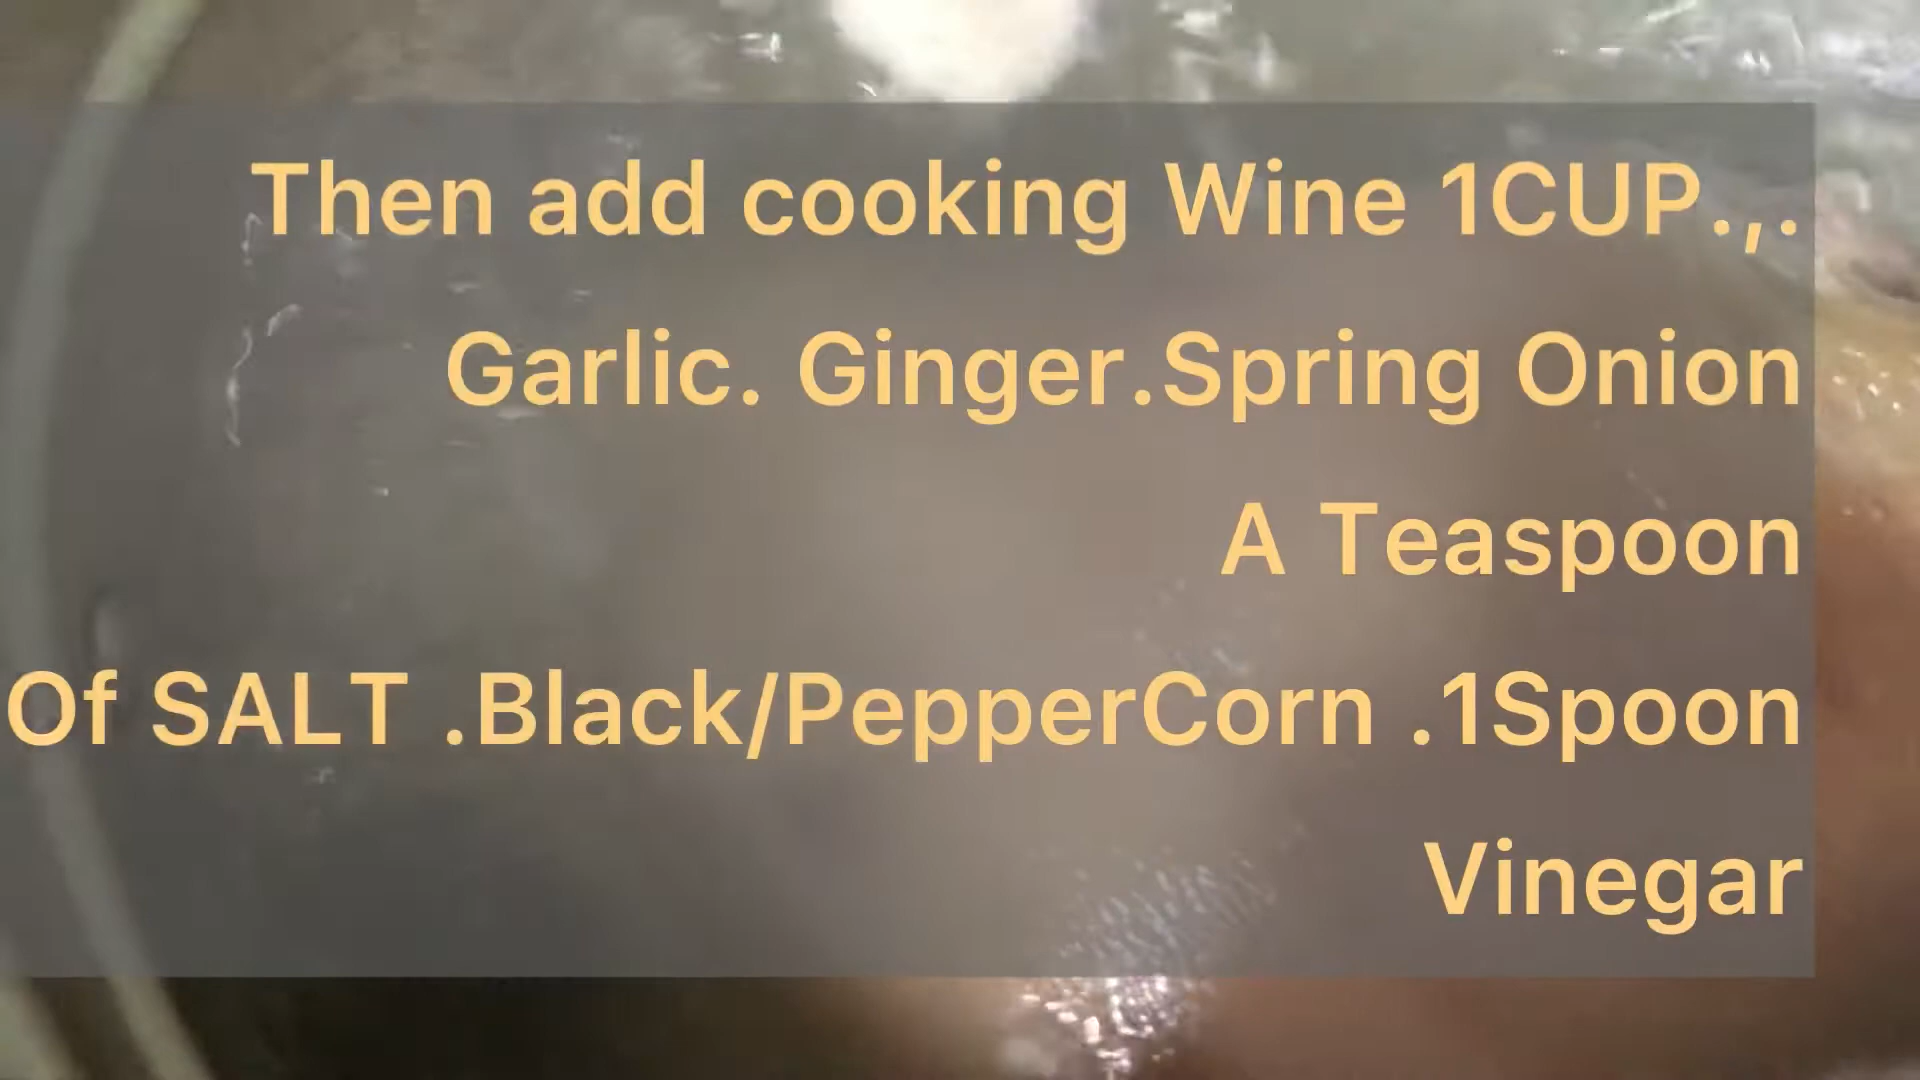 Then add cooking Wine 1CUP.,.
Garlic. Ginger.Spring Onion
A Teaspoon
Of SALT .Black/PepperCorn .1Spoon
Vinegar